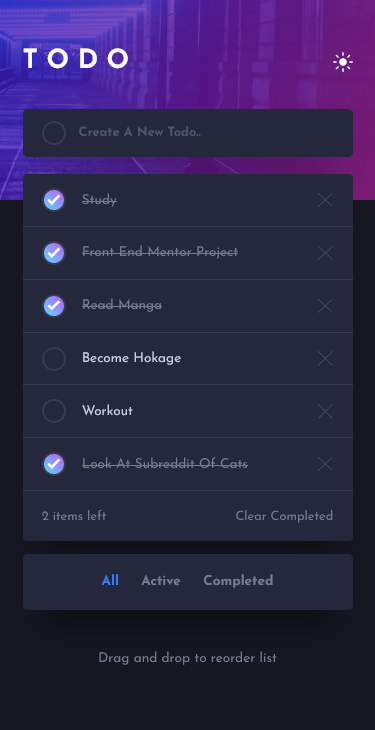 TODO
Create A New Todo..
Study
Front End Mentor Project
Read Manga
Become Hokage
Workout
Look At Subreddit Of Cats
2 items left Clear Completed
All Active Completed
Drag and drop to reorder list